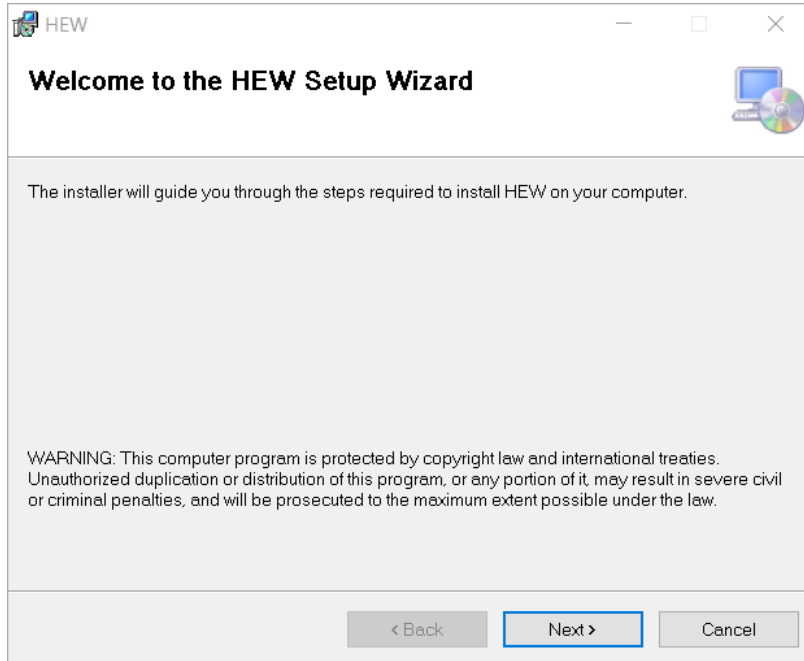 HEW
Welcome to the HEW Setup Wizard
The installer will guide you through the steps required to install HEW on your computer.
WARNING: This computer program is protected by copyright law and international treaties.
Unauthorized duplication or distribution of this program, or any portion of it, may result in severe civil
or criminal penalties, and will be prosecuted to the maximum extent possible under the law.
< Back
Next >
Cancel